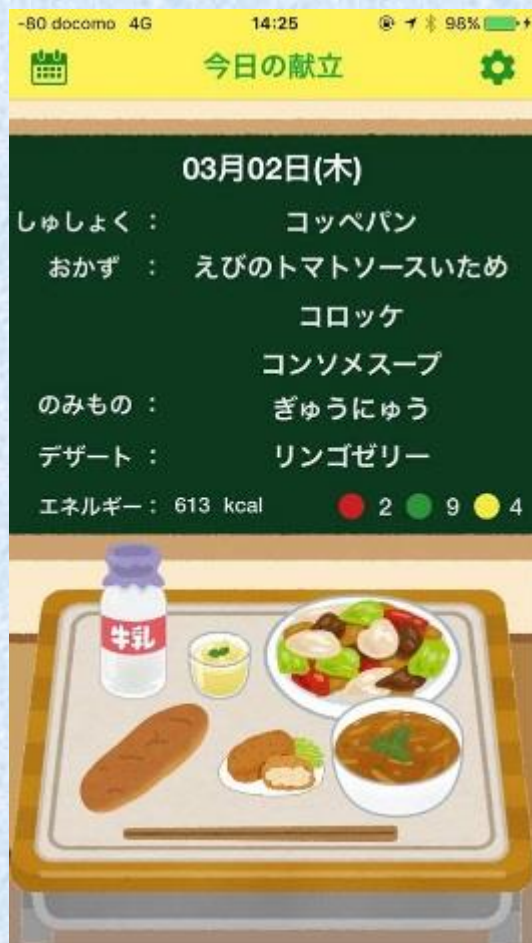 -80 docomo 4G 14:25 98%
今日の献立
03月02日(木)
しゅしょく : コッペパン
おかず : えびのトマトソースいため
コロッケ
コンソメスープ
のみもの : ぎゅうにゅう
デザート : リンゴゼリー
エネルギー: 613 kcal 2 9 4
牛乳